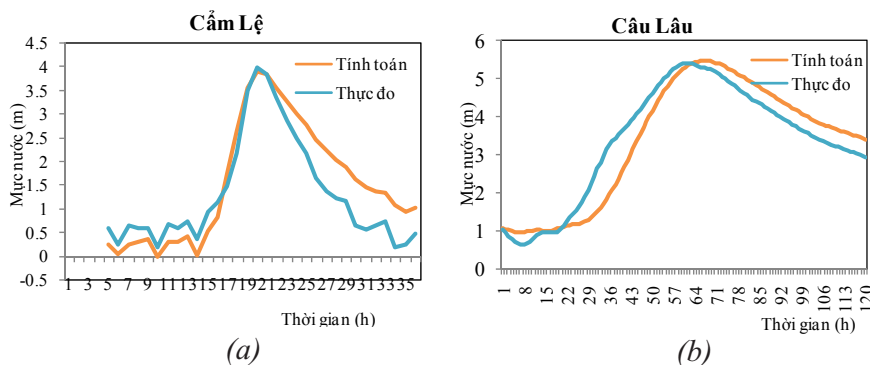 Cẩm Lệ
Mực nước (m)
4.5
4
3.5
3
2.5
2
1.5
1
0.5
0
-0.5
Tính toán
Thực đo
1 3 5 7 9 11 13 15 17 19 21 23 25 27 29 31 33 35
Thời gian (h)
(a)
Câu Lâu
Mực nước (m)
6
5
4
3
2
1
0
Tính toán
Thực đo
1 8 15 22 29 36 43 50 57 64 71 78 85 92 99 106 113 120
Thời gian (h)
(b)